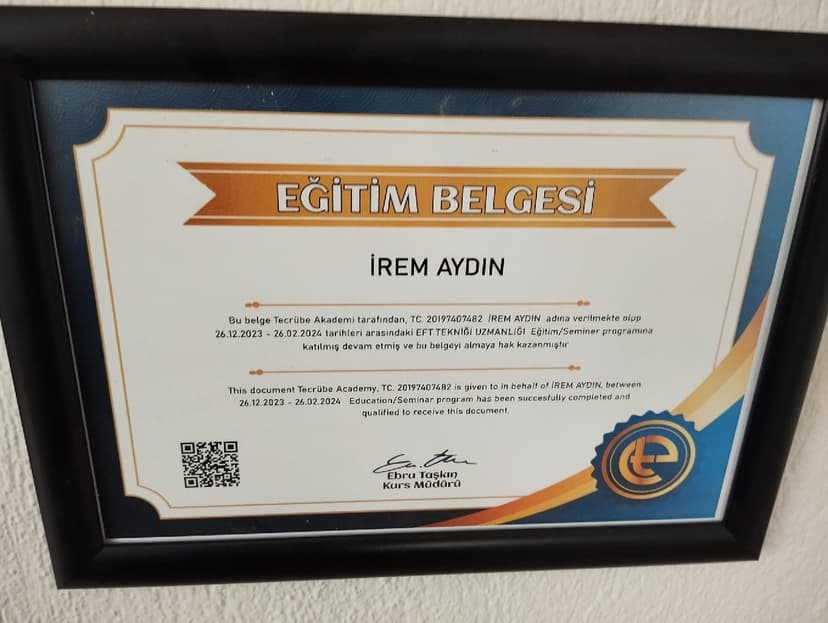 EĞİTİM BELGESİ
İREM AYDIN
Bu belge Tecrübe Akademi tarafından, TC. 20197407482 İREM AYDIN adına verilmekte olup
26.12.2023 - 26.02.2024 tarihleri arasındaki EFT TEKNİĞİ UZMANLIĞI Eğitim/Seminer programına
katılmış devam etmiş ve bu belgeyi almaya hak kazanmıştır
This document Tecrübe Academy, TC. 20197407482 is given to in behalf of İREM AYDIN, between
26.12.2023 - 26.02.2024 Education/Seminar program has been succesfully completed and
qualified to receive this document.
Ebru Taşkın
Kurs Müdürü